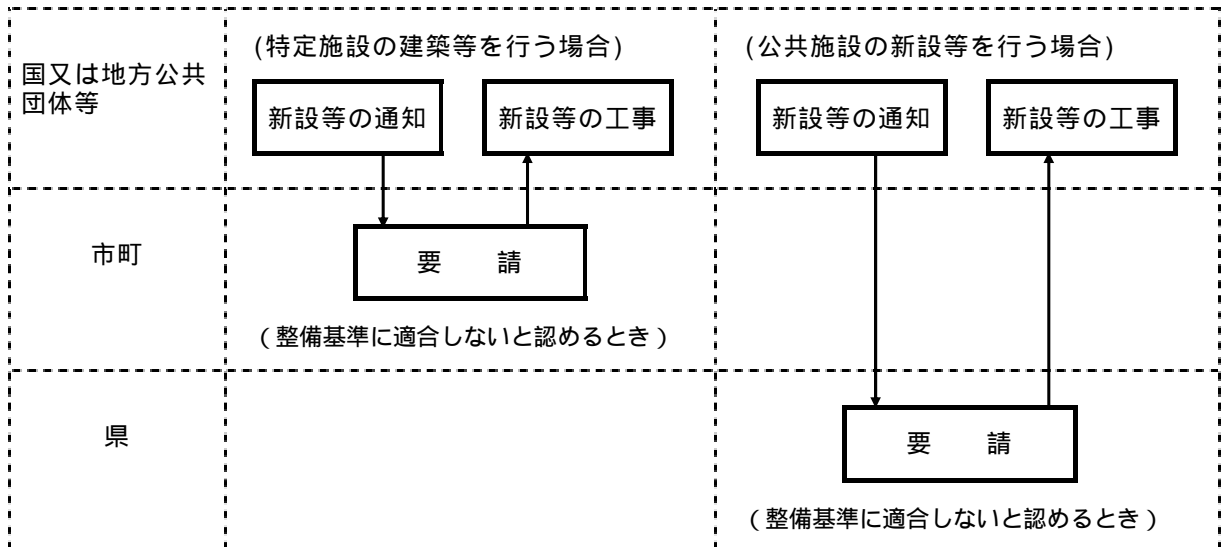 (特定施設の建築等を行う場合)
(公共施設の新設等を行う場合)
国又は地方公共
団体等
新設等の通知
新設等の工事
新設等の通知
新設等の工事
市町
要 請
(整備基準に適合しないと認めるとき)
県
要 請
(整備基準に適合しないと認めるとき)